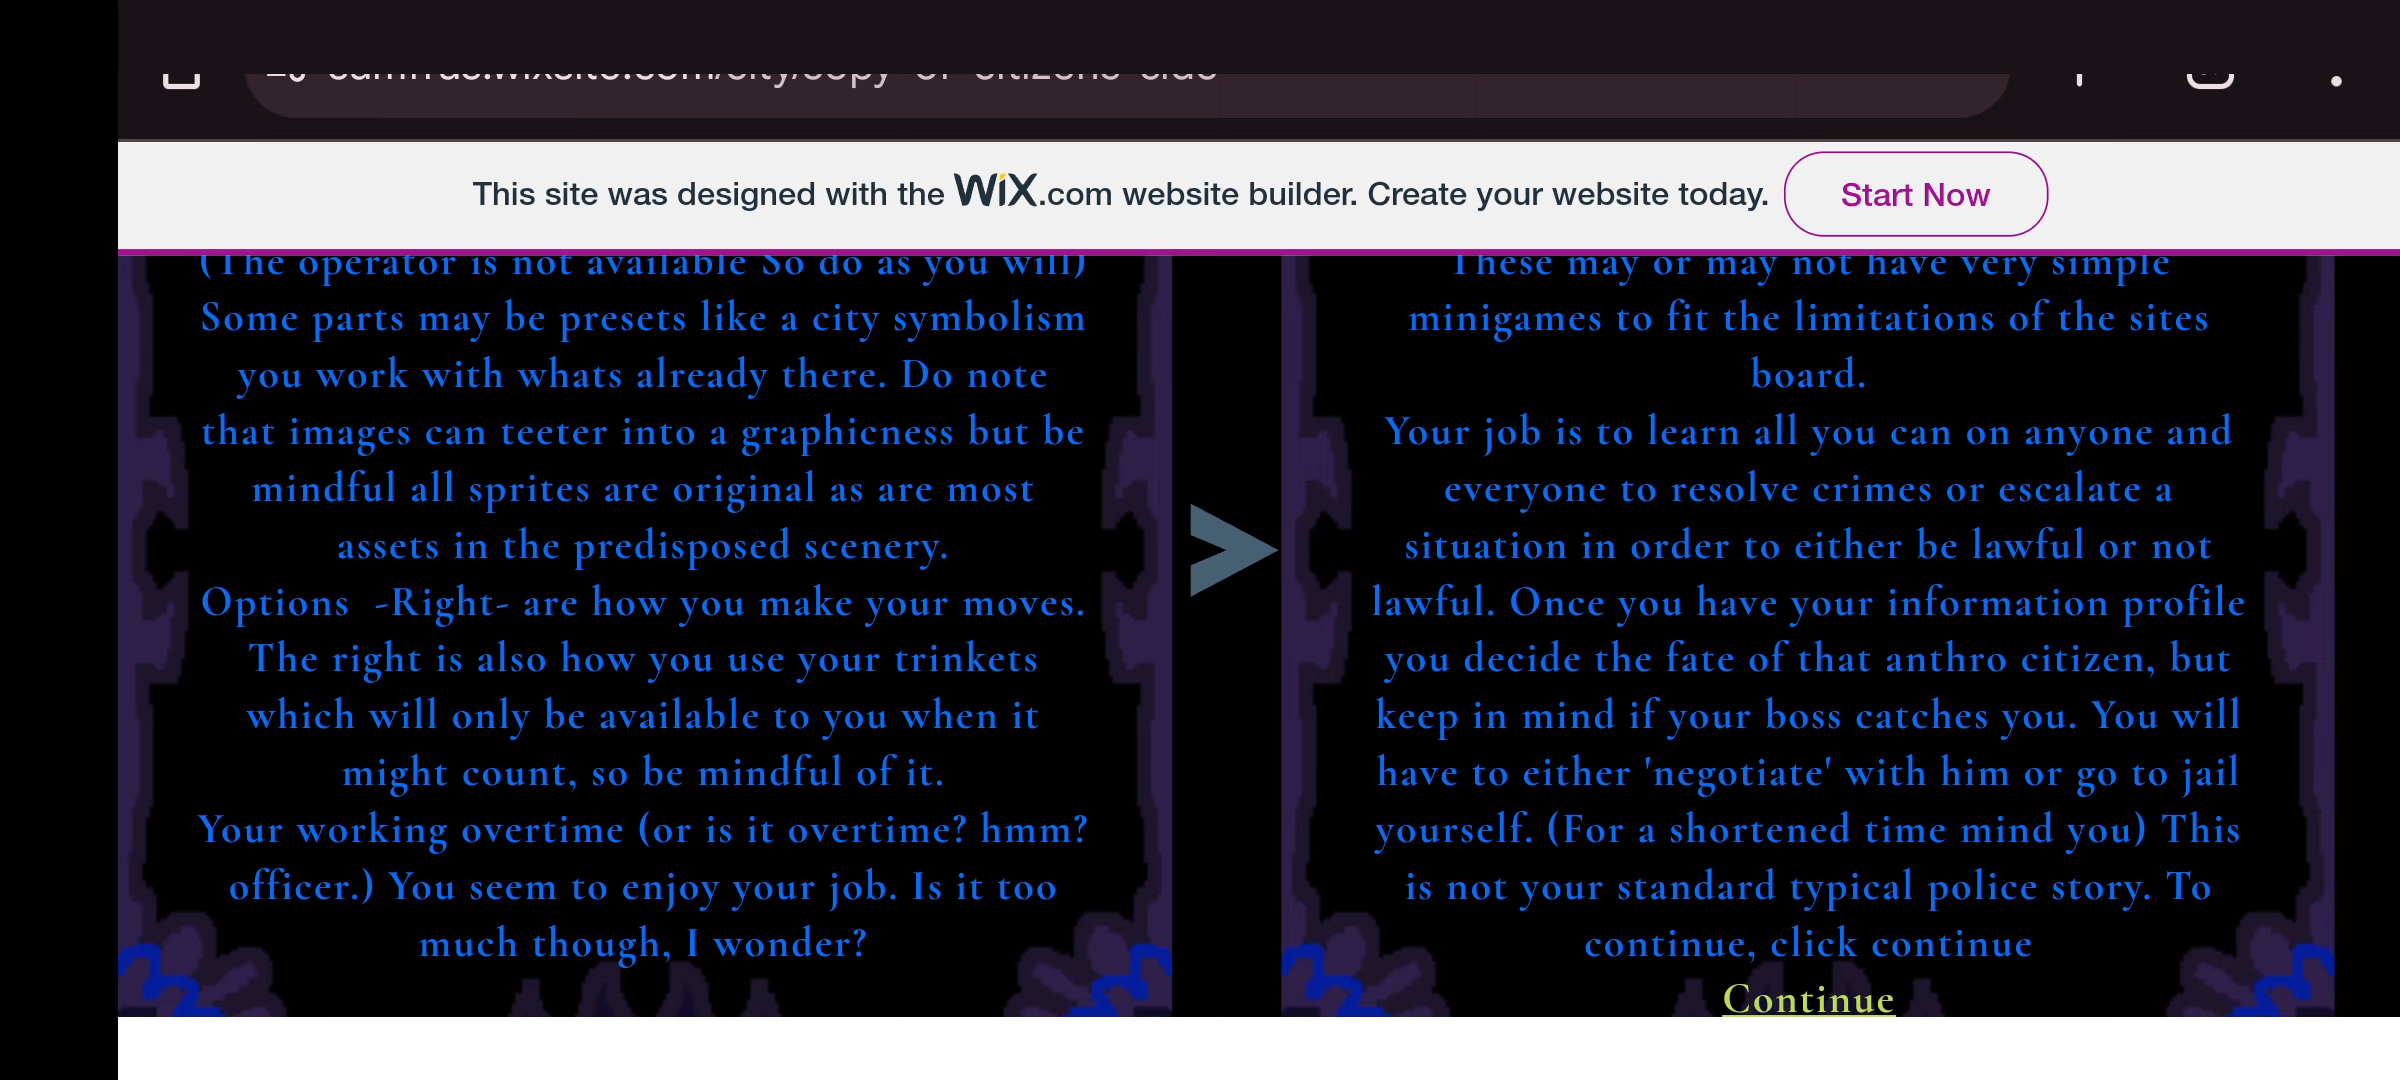 This site was designed with the WiX.com website builder. Create your website today.
Start Now
(The operator is not available So do as you will)
Some parts may be presets like a city symbolism
you work with whats already there. Do note
that images can teeter into a graphicness but be
mindful all sprites are original as are most
assets in the predisposed scenery.
Options  -Right- are how you make your moves.
The right is also how you use your trinkets
which will only be available to you when it
might count, so be mindful of it.
Your working overtime (or is it overtime? hmm?
officer.) You seem to enjoy your job. Is it too
much though, I wonder?
>
These may or may not have very simple
minigames to fit the limitations of the sites
board.
Your job is to learn all you can on anyone and
everyone to resolve crimes or escalate a
situation in order to either be lawful or not
lawful. Once you have your information profile
you decide the fate of that anthro citizen, but
keep in mind if your boss catches you. You will
have to either 'negotiate' with him or go to jail
yourself. (For a shortened time mind you) This
is not your standard typical police story. To
continue, click continue
Continue